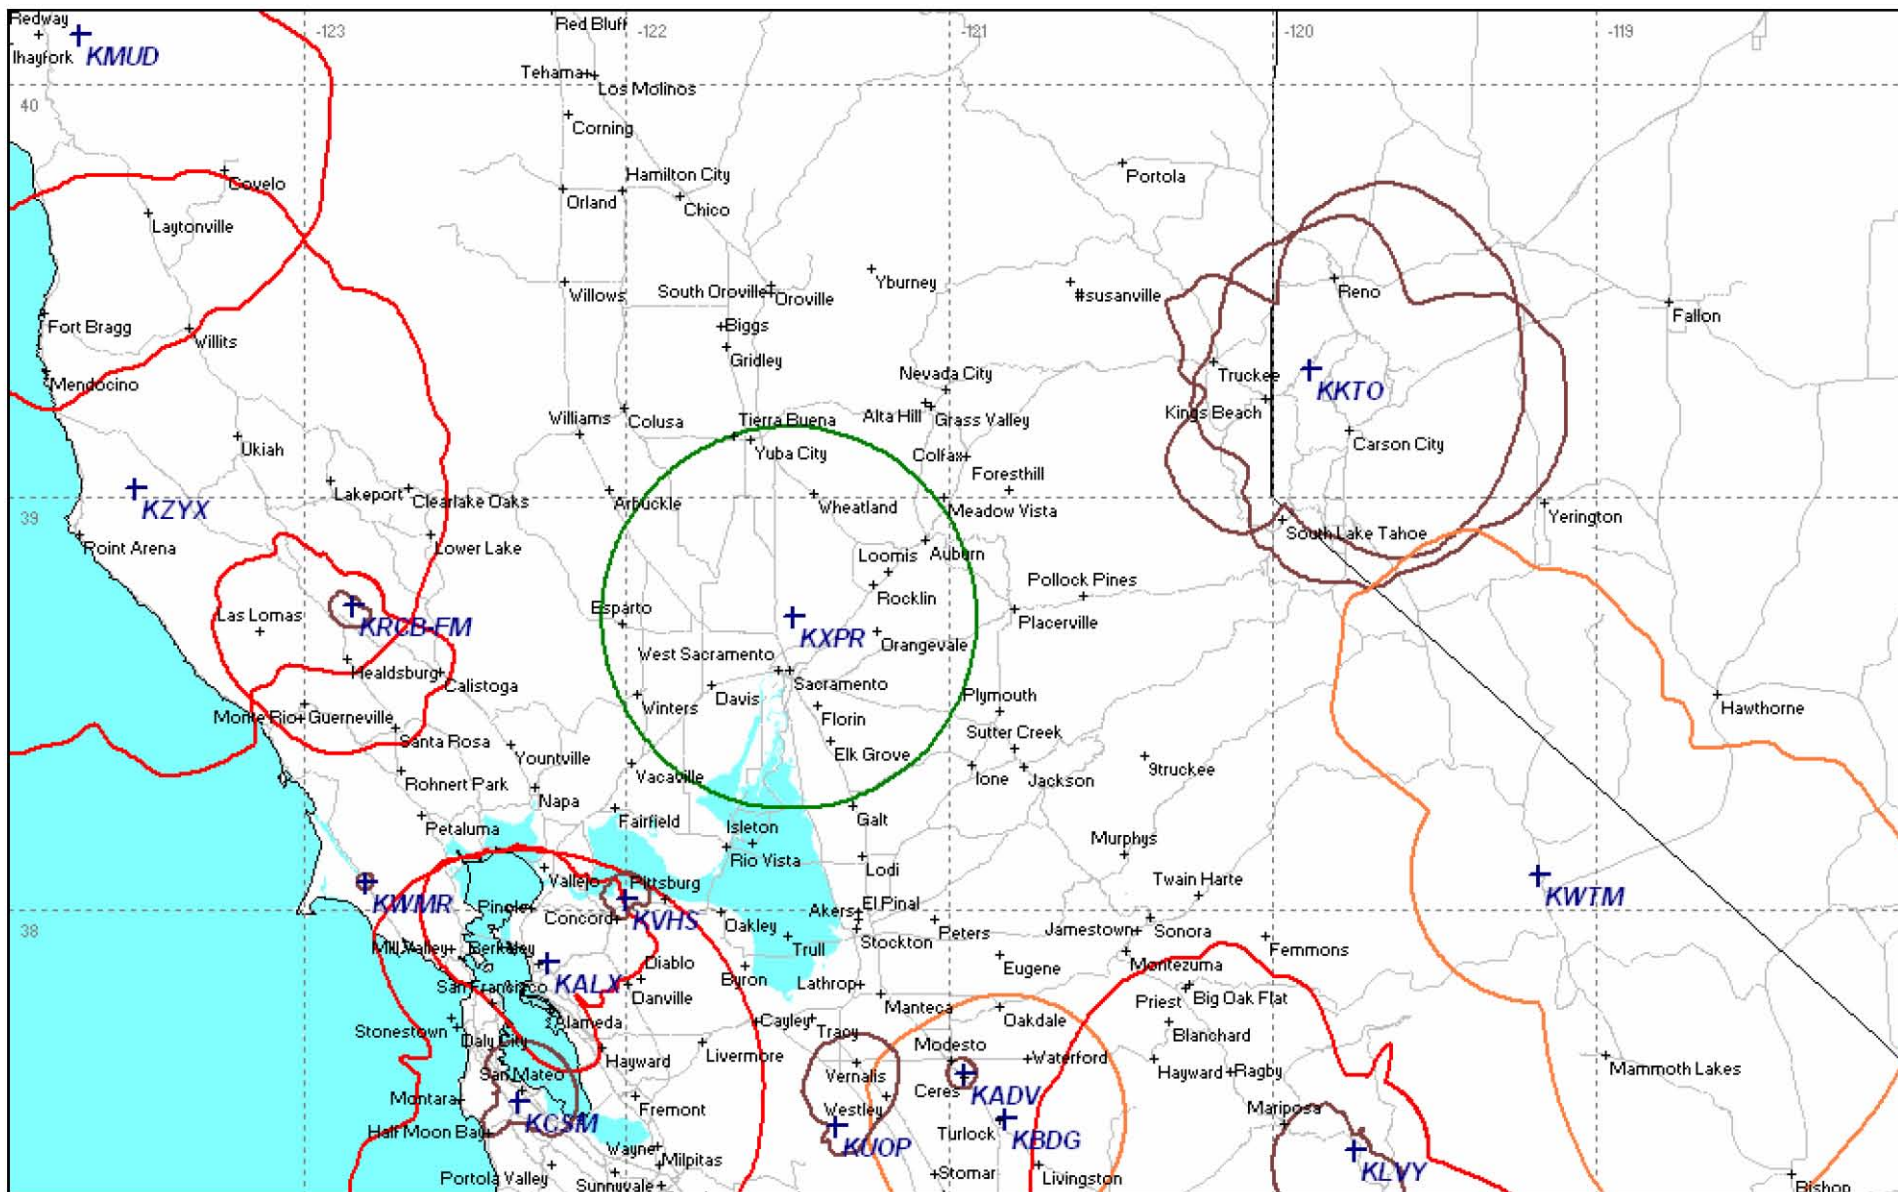 Redway
-123
Red Bluff
-122
-121
-120
-119
KMUD
lhayfork
Tehama
Los Molinos
40
Corning
Covelo
Hamilton City
Portola
Orland
Chico
Laytonville
Yburney
South Oroville
Oroville
Willows
#susanville
Reno
Fort Bragg
Biggs
Fallon
Willits
Gridley
Truckee
Mendocino
Nevada City
KKTO
Kings Beach
Williams
Colusa
Tierra Buena
Alta Hill
Grass Valley
Carson City
Ukiah
Yuba City
Colfax
Foresthill
Lakeport
Clearlake Oaks
Arbuckle
Wheatland
Meadow Vista
Yerington
KZYX
39
Point Arena
Lower Lake
South Lake Tahoe
Loomis
Auburn
Pollock Pines
Rocklin
Las Lomas
KRCB-FM
Esparto
KXPR
Placerville
Orangevale
West Sacramento
Healdsburg
Calistoga
Sacramento
Davis
Plymouth
Winters
Monte Rio
Guerneville
Florin
Hawthorne
Santa Rosa
Sutter Creek
Yountville
Elk Grove
Vacaville
Ione
Jackson
9truckee
Rohnert Park
Napa
Petaluma
Fairfield
Isleton
Galt
Murphys
Rio Vista
Lodi
Vallejo
Pittsburg
Twain Harte
KWMR
KWTM
Pinole
Concord
KVHS
Oakley
Akers
El Pinal
38
Peters
Jamestown
Sonora
Femmons
Mill Valley
Berkeley
Trull
Stockton
Diablo
Eugene
Montezuma
KALX
Byron
San Francisco
Danville
Lathrop
Priest
Big Oak Flat
Manteca
Alameda
Cayley
Tracy
Oakdale
Stonestown
Blanchard
Daly City
Hayward
Livermore
Modesto
Waterford
Vernalis
Hayward
Ragby
Mammoth Lakes
San Mateo
Ceres
KADV
Montara
Fremont
Westley
Mariposa
KCSM
Half Moon Bay
KUOP
Turlock
KBDG
Wayne
Milpitas
KLVY
Portola Valley
Sunnyvale
Stomar
Livingston
Bishop